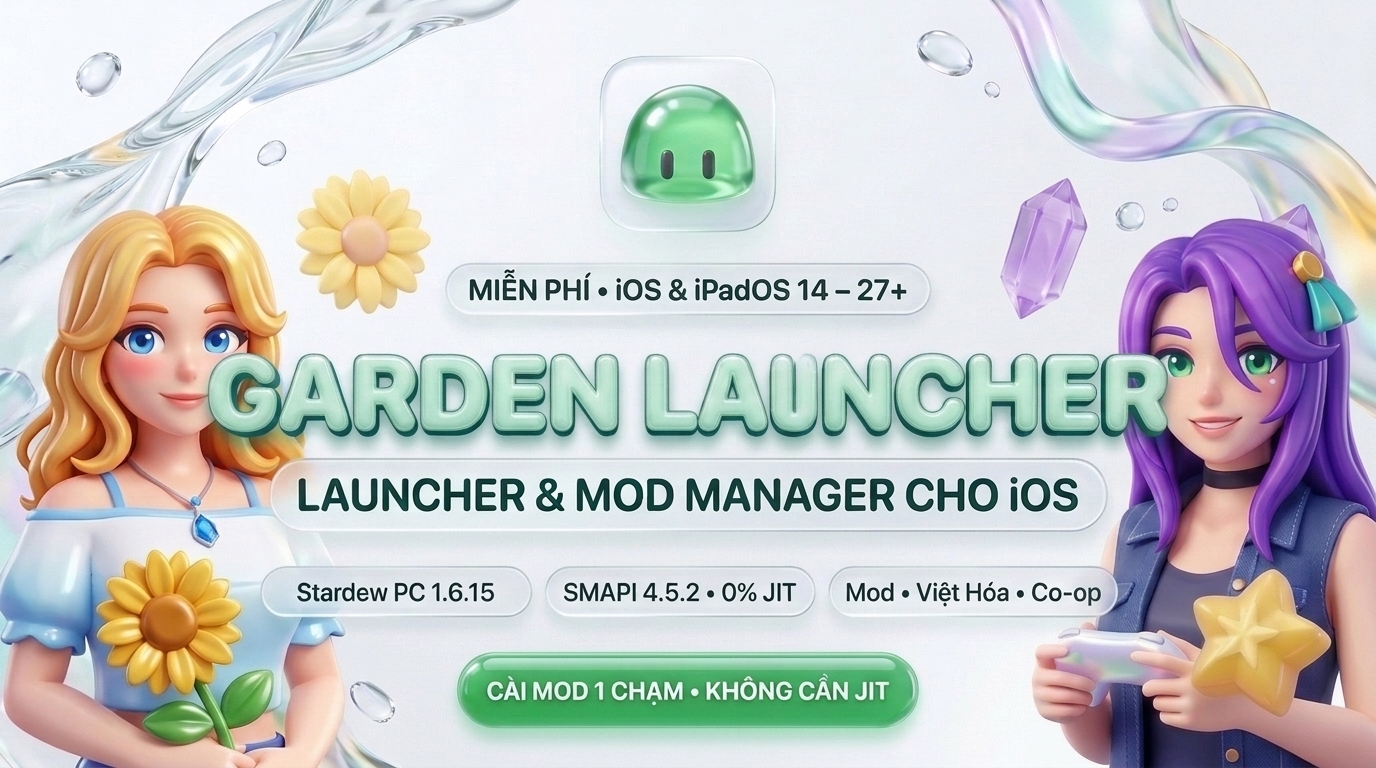 MIỄN PHÍ • iOS & iPadOS 14 – 27+
GARDEN LAUNCHER
LAUNCHER & MOD MANAGER CHO iOS
Stardew PC 1.6.15
SMAPI 4.5.2 • 0% JIT
Mod • Việt Hóa • Co-op
CÀI MOD 1 CHẠM • KHÔNG CẦN JIT